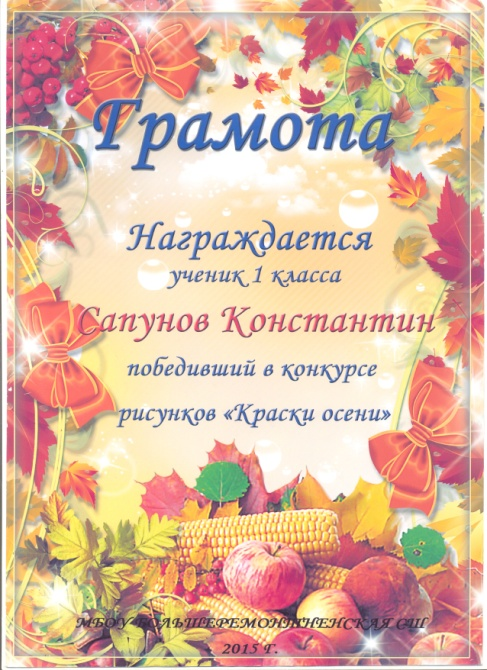 Грамота
Награждается
ученик 1 класса
Сапунов Константин
победивший в конкурсе
рисунков «Краски осени»
МБОУ БОЛЬШЕРЕМОНТНЕНСКАЯ СШ
2015 Г.